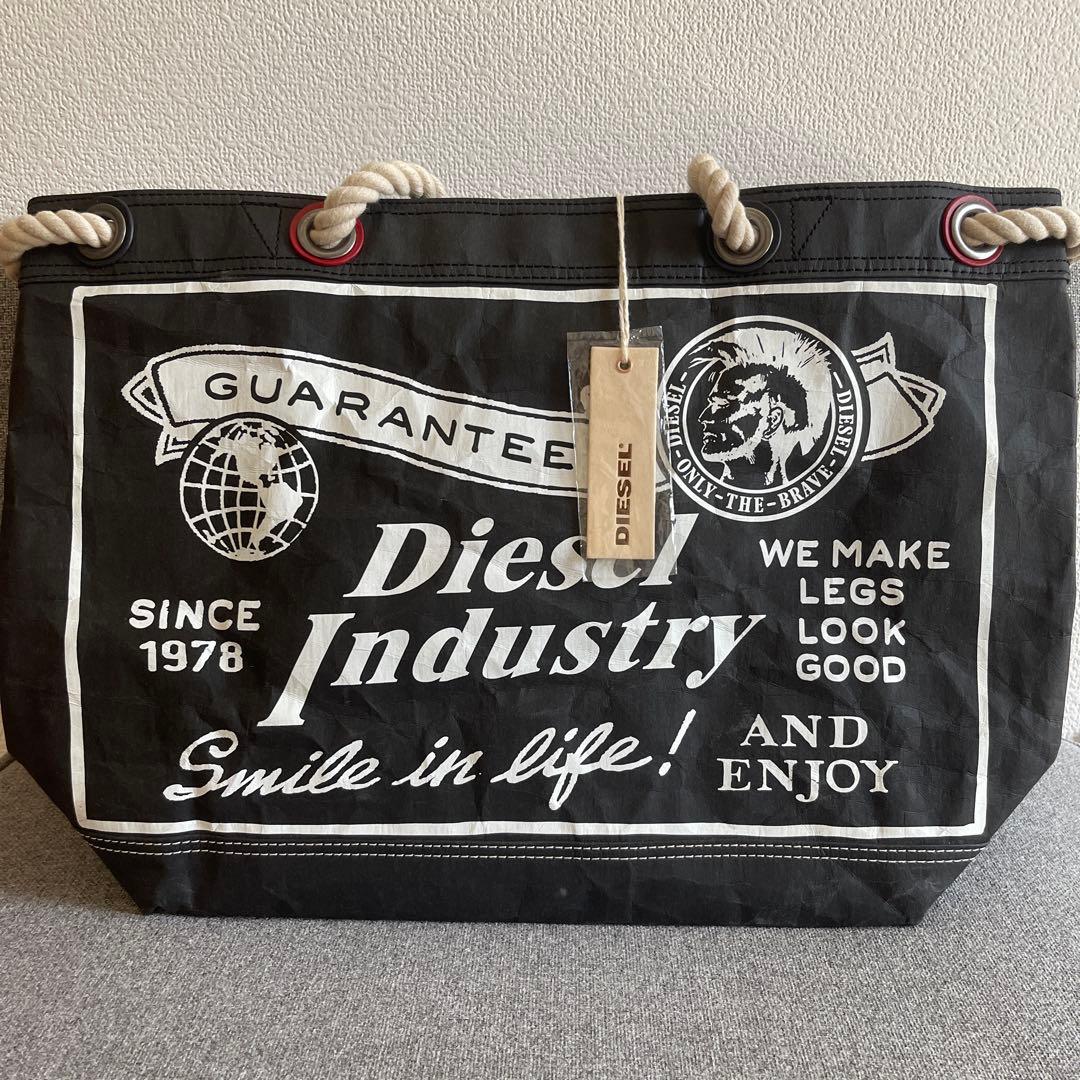 GUARANTEE
DIESEL
-DIESEL-ONLY-THE-BRAVE-DIESEL-
Diesel
Industry
SINCE
1978
WE MAKE
LEGS
LOOK
GOOD
Smile in life!
AND
ENJOY